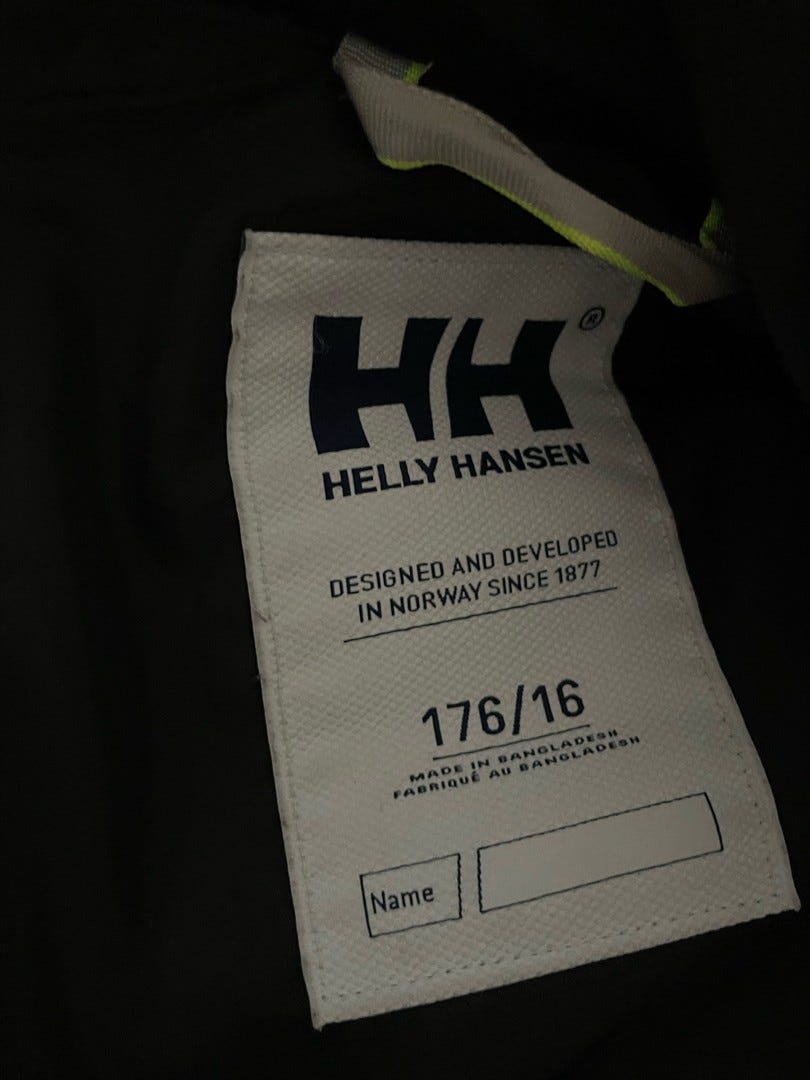 HH®
HELLY HANSEN
DESIGNED AND DEVELOPED
IN NORWAY SINCE 1877
176/16
MADE IN BANGLADESH
FABRIQUÉ AU BANGLADESH
Name